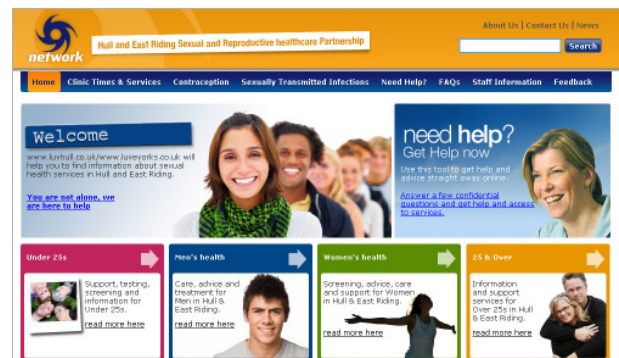 About Us | Contact Us | News
network
Hull and East Riding Sexual and Reproductive healthcare Partnership
Search
Home Clinic Times & Services Contraception Sexually Transmitted Infections Need Help? FAQs Staff Information Feedback
Welcome
www.luvhull.co.uk/www.luveyorks.co.uk will
help you to find information about sexual
health services in Hull and East Riding.
You are not alone, we
are here to help
need help?
Get Help now
Use this tool to get help and
advice straight away online.
Answer a few confidential
questions and get help and access
to services.
Under 25s
Support, testing,
screening and
information for
Under 25s.
read more here
Men's health
Care, advice and
treatment for
Men in Hull &
East Riding.
read more here
Women's health
Screening, advice, care
and support for Women
in Hull & East Riding.
read more here
25 & Over
Information
and support
services for
Over 25s in Hull
& East Riding.
read more here